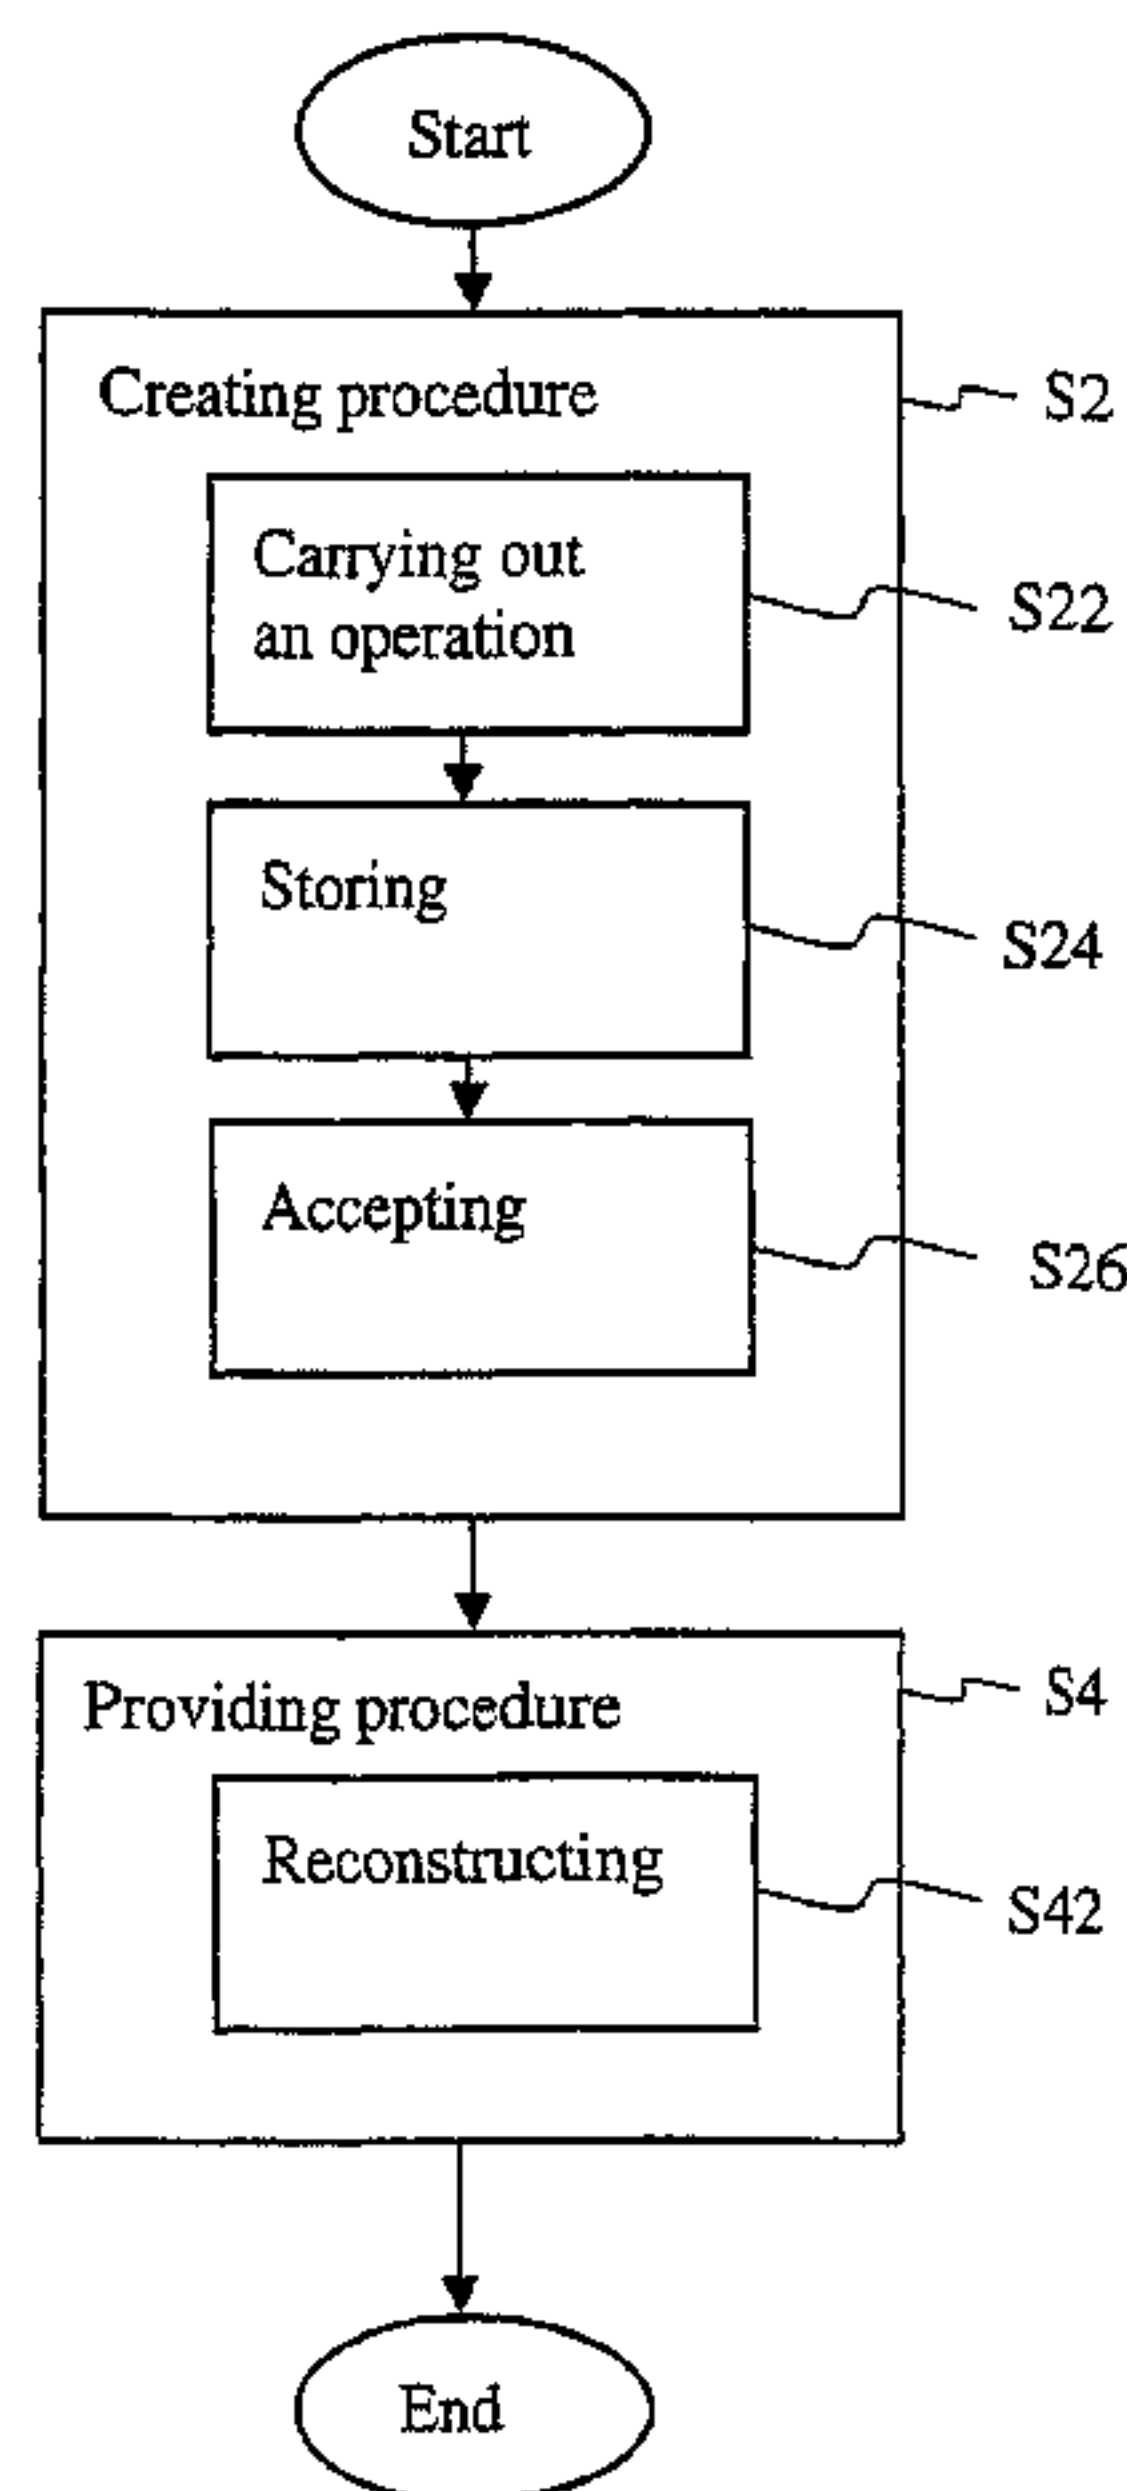 Start
Creating procedure
S2
Carrying out
an operation
S22
Storing
S24
Accepting
S26
Providing procedure
S4
Reconstructing
S42
End